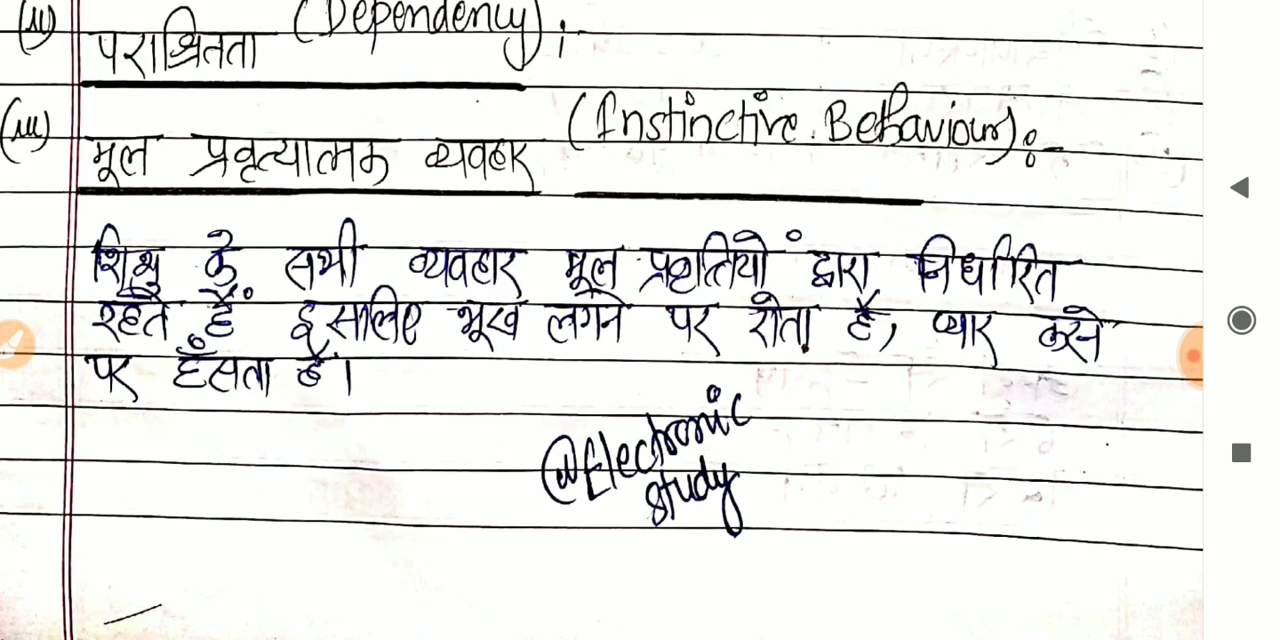 (ii) पराश्रितता (Dependency) :
(iii) मूल प्रवृत्यात्मक व्यवहार (Instinctive Behaviour) :-
शिशु के सभी व्यवहार मूल प्रवृत्तियों द्वारा निर्धारित
रहते हैं इसलिए भूख लगने पर रोता है, प्यार करने
पर हँसता है।
@Electronic
study